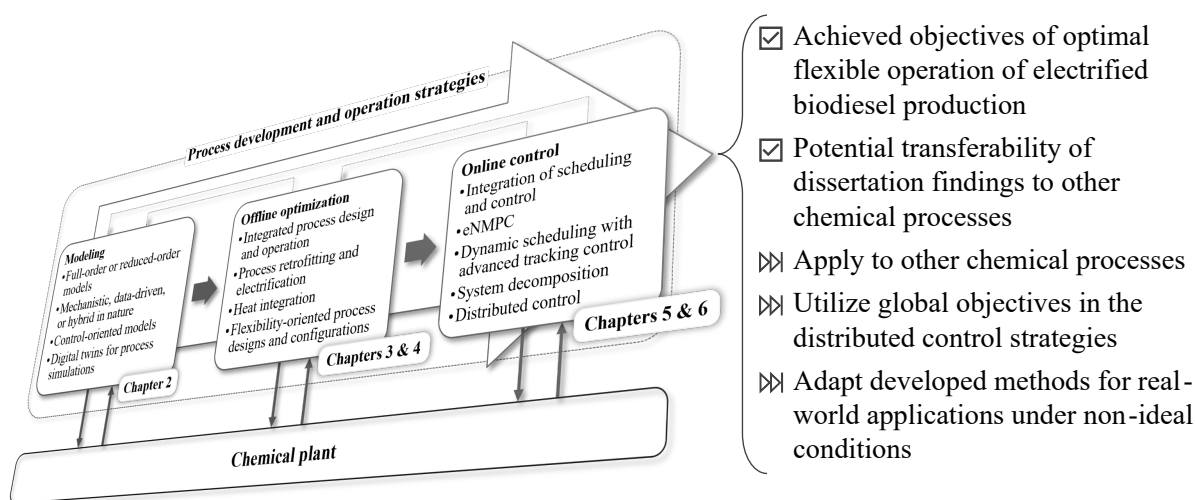 Process development and operation strategies
Modeling
•Full-order or reduced-order
models
•Mechanistic, data-driven,
or hybrid in nature
•Control-oriented models
•Digital twins for process
simulations
Chapter 2
Offline optimization
•Integrated process design
and operation
•Process retrofitting and
electrification
•Heat integration
•Flexibility-oriented process
designs and configurations
Chapters 3 & 4
Online control
•Integration of scheduling
and control
•eNMPC
•Dynamic scheduling with
advanced tracking control
•System decomposition
•Distributed control
Chapters 5 & 6
Chemical plant
Achieved objectives of optimal
flexible operation of electrified
biodiesel production
Potential transferability of
dissertation findings to other
chemical processes
Apply to other chemical processes
Utilize global objectives in the
distributed control strategies
Adapt developed methods for real-
world applications under non-ideal
conditions